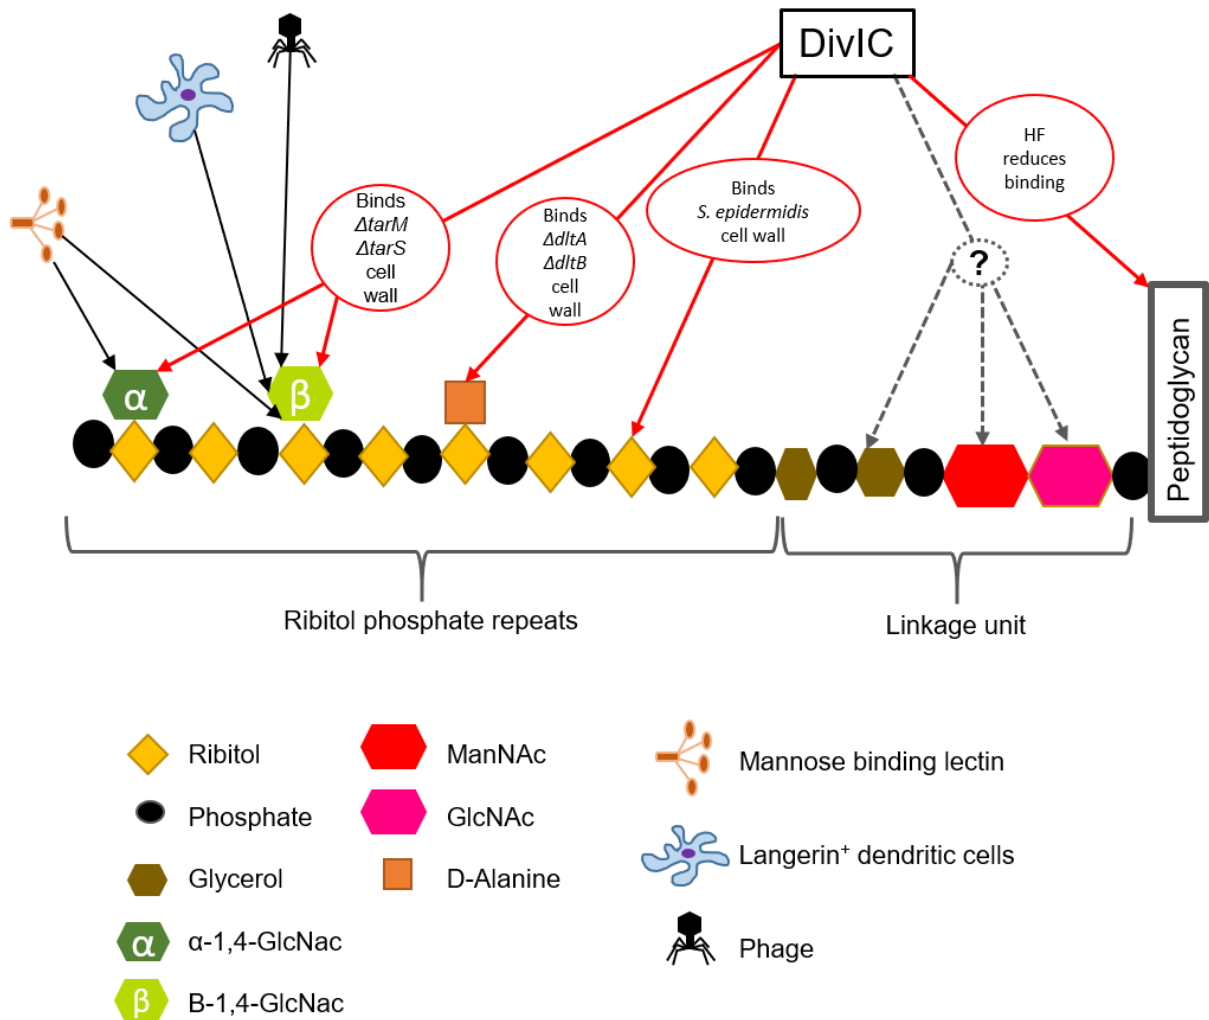 DivIC
HF
reduces
binding
Binds
S. epidermidis
cell wall
Binds
ΔtarM
ΔtarS
cell
wall
Binds
ΔdltA
ΔdltB
cell
wall
?
α
β
Peptidoglycan
Ribitol phosphate repeats
Linkage unit
Ribitol
ManNAc
Mannose binding lectin
Phosphate
GlcNAc
Langerin⁺ dendritic cells
Glycerol
D-Alanine
Phage
α
α-1,4-GlcNac
β
B-1,4-GlcNac